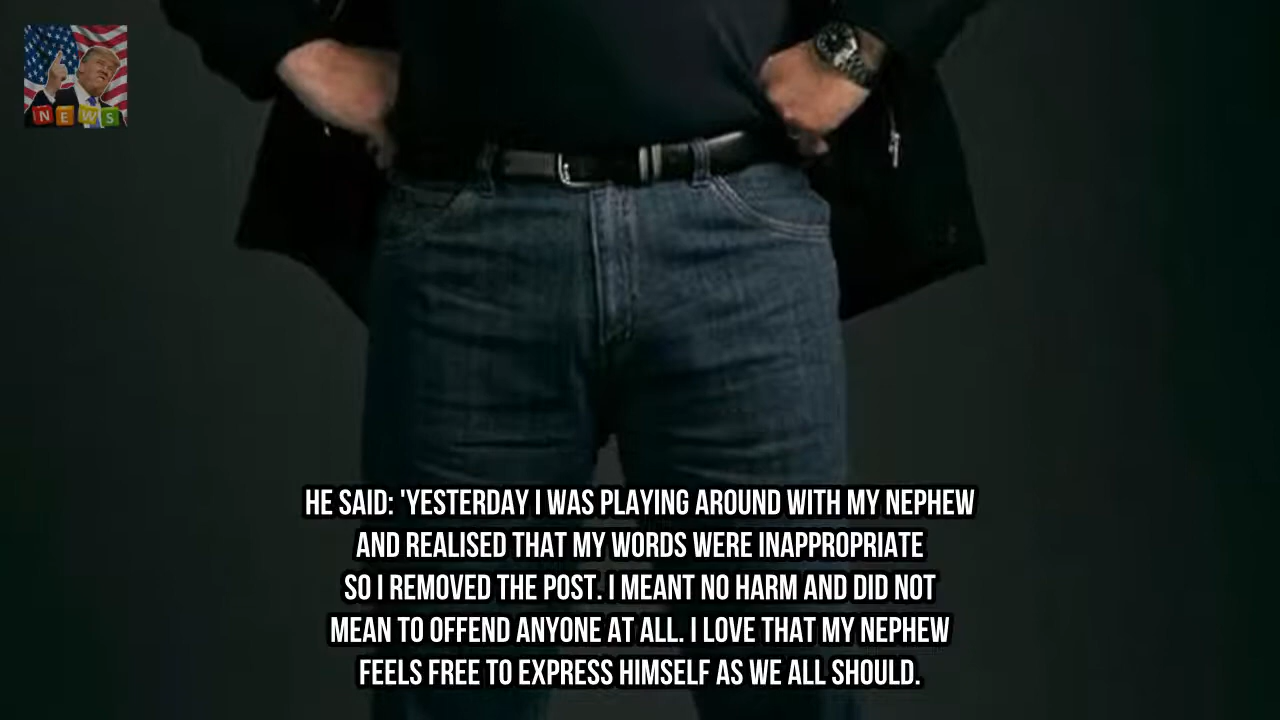 NEWS
HE SAID: 'YESTERDAY I WAS PLAYING AROUND WITH MY NEPHEW
AND REALISED THAT MY WORDS WERE INAPPROPRIATE
SO I REMOVED THE POST. I MEANT NO HARM AND DID NOT
MEAN TO OFFEND ANYONE AT ALL. I LOVE THAT MY NEPHEW
FEELS FREE TO EXPRESS HIMSELF AS WE ALL SHOULD.